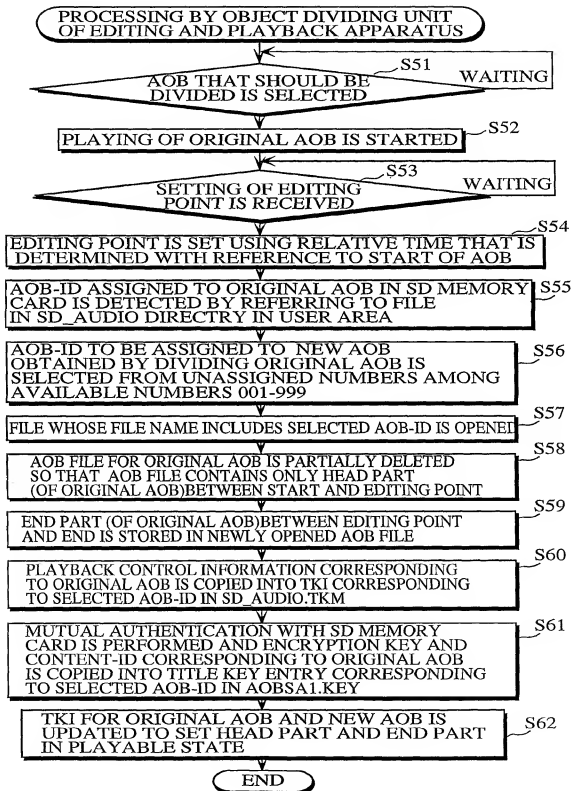 PROCESSING BY OBJECT DIVIDING UNIT
OF EDITING AND PLAYBACK APPARATUS
S51
AOB THAT SHOULD BE
DIVIDED IS SELECTED
WAITING
S52
PLAYING OF ORIGINAL AOB IS STARTED
S53
SETTING OF EDITING
POINT IS RECEIVED
WAITING
S54
EDITING POINT IS SET USING RELATIVE TIME THAT IS
DETERMINED WITH REFERENCE TO START OF AOB
S55
AOB-ID ASSIGNED TO ORIGINAL AOB IN SD MEMORY
CARD IS DETECTED BY REFERRING TO FILE
IN SD_AUDIO DIRECTRY IN USER AREA
S56
AOB-ID TO BE ASSIGNED TO NEW AOB
OBTAINED BY DIVIDING ORIGINAL AOB IS
SELECTED FROM UNASSIGNED NUMBERS AMONG
AVAILABLE NUMBERS 001-999
S57
FILE WHOSE FILE NAME INCLUDES SELECTED AOB-ID IS OPENED
S58
AOB FILE FOR ORIGINAL AOB IS PARTIALLY DELETED
SO THAT AOB FILE CONTAINS ONLY HEAD PART
(OF ORIGINAL AOB)BETWEEN START AND EDITING POINT
S59
END PART (OF ORIGINAL AOB)BETWEEN EDITING POINT
AND END IS STORED IN NEWLY OPENED AOB FILE
S60
PLAYBACK CONTROL INFORMATION CORRESPONDING
TO ORIGINAL AOB IS COPIED INTO TKI CORRESPONDING
TO SELECTED AOB-ID IN SD_AUDIO.TKM
S61
MUTUAL AUTHENTICATION WITH SD MEMORY
CARD IS PERFORMED AND ENCRYPTION KEY AND
CONTENT-ID CORRESPONDING TO ORIGINAL AOB
IS COPIED INTO TITLE KEY ENTRY CORRESPONDING
TO SELECTED AOB-ID IN AOBSA1.KEY
S62
TKI FOR ORIGINAL AOB AND NEW AOB IS
UPDATED TO SET HEAD PART AND END PART
IN PLAYABLE STATE
END